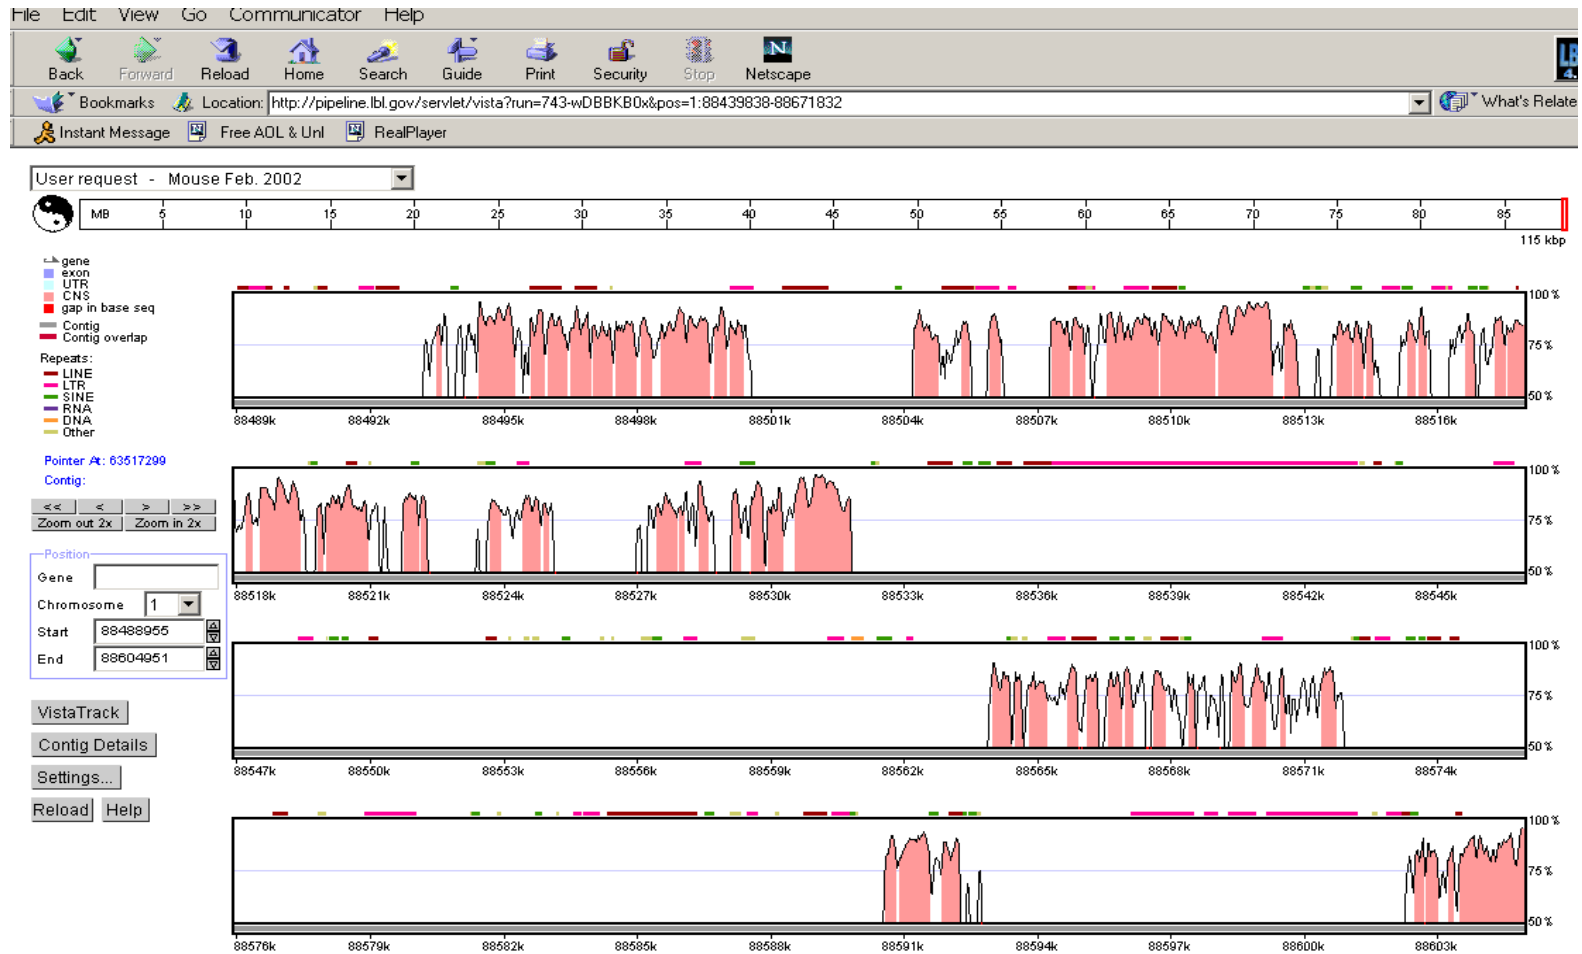 File Edit View Go Communicator Help
Back Forward Reload Home Search Guide Print Security Stop Netscape
N
LB
4.
Bookmarks Location: http://pipeline.lbl.gov/servlet/vista?run=743-wDBBKB0x&pos=1:88439838-88671832 What's Relate
Instant Message Free AOL & Unl RealPlayer
User request - Mouse Feb. 2002
MB 5 10 15 20 25 30 35 40 45 50 55 60 65 70 75 80 85
115 kbp
gene
exon
UTR
CNS
gap in base seq
Contig
Contig overlap
Repeats:
LINE
LTR
SINE
RNA
DNA
Other
Pointer At: 63517299
Contig:
<< < > >>
Zoom out 2x Zoom in 2x
Position
Gene
Chromosome 1
Start 88488955
End 88604951
VistaTrack
Contig Details
Settings...
Reload Help
100%
75%
50%
88489k 88492k 88495k 88498k 88501k 88504k 88507k 88510k 88513k 88516k
100%
75%
50%
88518k 88521k 88524k 88527k 88530k 88533k 88536k 88539k 88542k 88545k
100%
75%
50%
88547k 88550k 88553k 88556k 88559k 88562k 88565k 88568k 88571k 88574k
100%
75%
50%
88576k 88579k 88582k 88585k 88588k 88591k 88594k 88597k 88600k 88603k